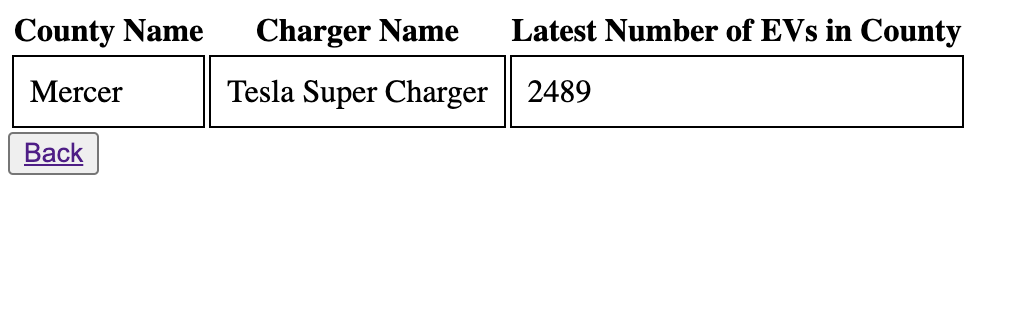 County Name Charger Name Latest Number of EVs in County
Mercer Tesla Super Charger 2489
Back